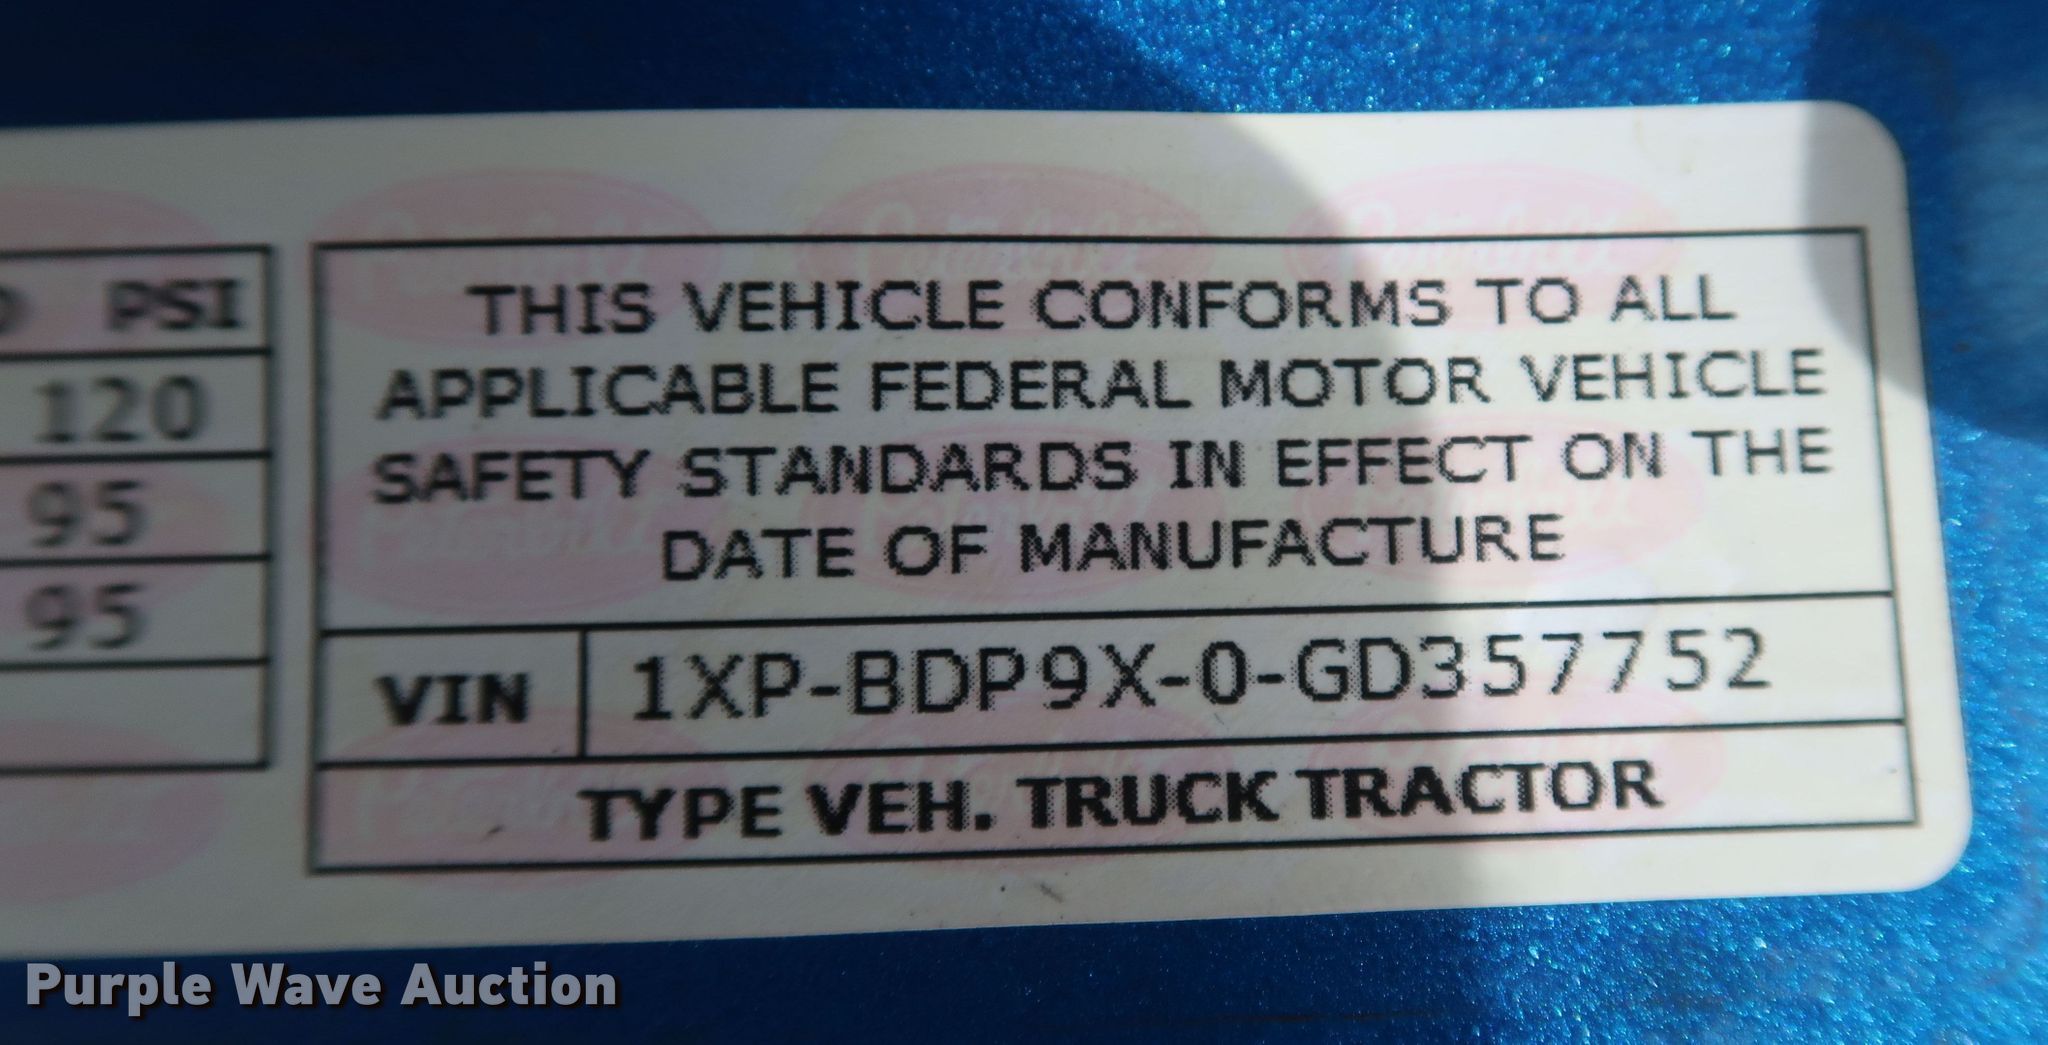 PSI
120
95
95
THIS VEHICLE CONFORMS TO ALL
APPLICABLE FEDERAL MOTOR VEHICLE
SAFETY STANDARDS IN EFFECT ON THE
DATE OF MANUFACTURE
VIN 1XP-BDP9X-0-GD357752
TYPE VEH. TRUCK TRACTOR
Purple Wave Auction